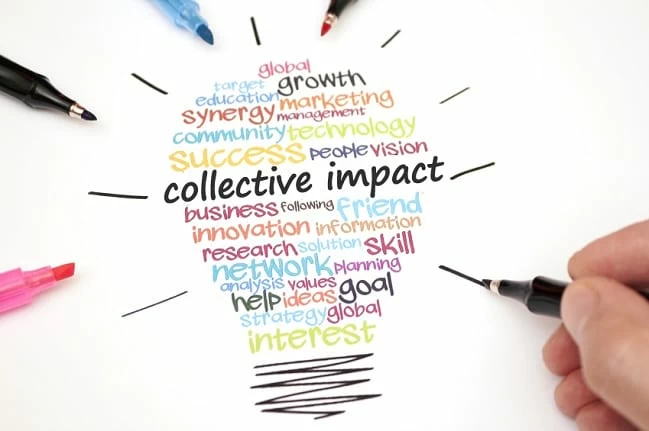 global
target growth
education marketing
synergy management
community technology
success people vision
collective impact
business following friend
innovation information
research solution skill
network planning
analysis values
help ideas goal
strategy global
interest